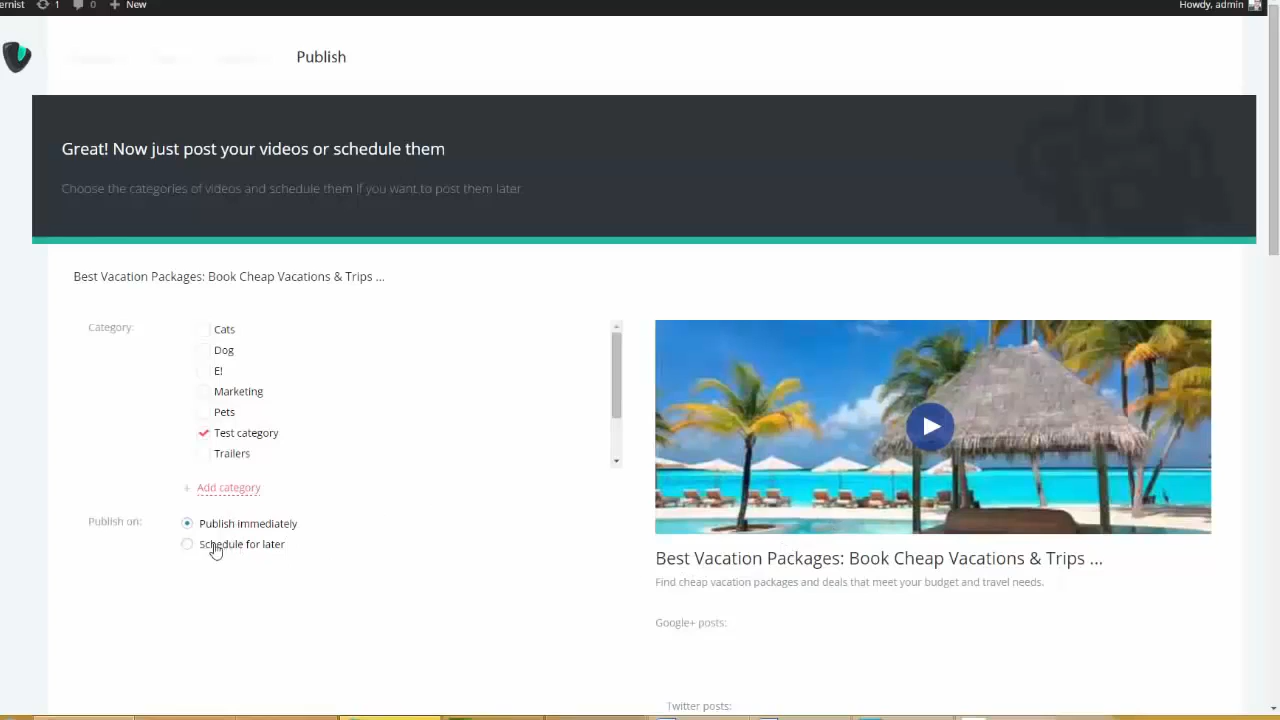 ernist 1 0 New Howdy, admin
Publish
Great! Now just post your videos or schedule them
Choose the categories of videos and schedule them if you want to post them later
Best Vacation Packages: Book Cheap Vacations & Trips ...
Category:
Cats
Dog
E!
Marketing
Pets
Test category
Trailers
+ Add category
Publish on:
Publish immediately
Schedule for later
Best Vacation Packages: Book Cheap Vacations & Trips ...
Find cheap vacation packages and deals that meet your budget and travel needs.
Google+ posts:
Twitter posts: